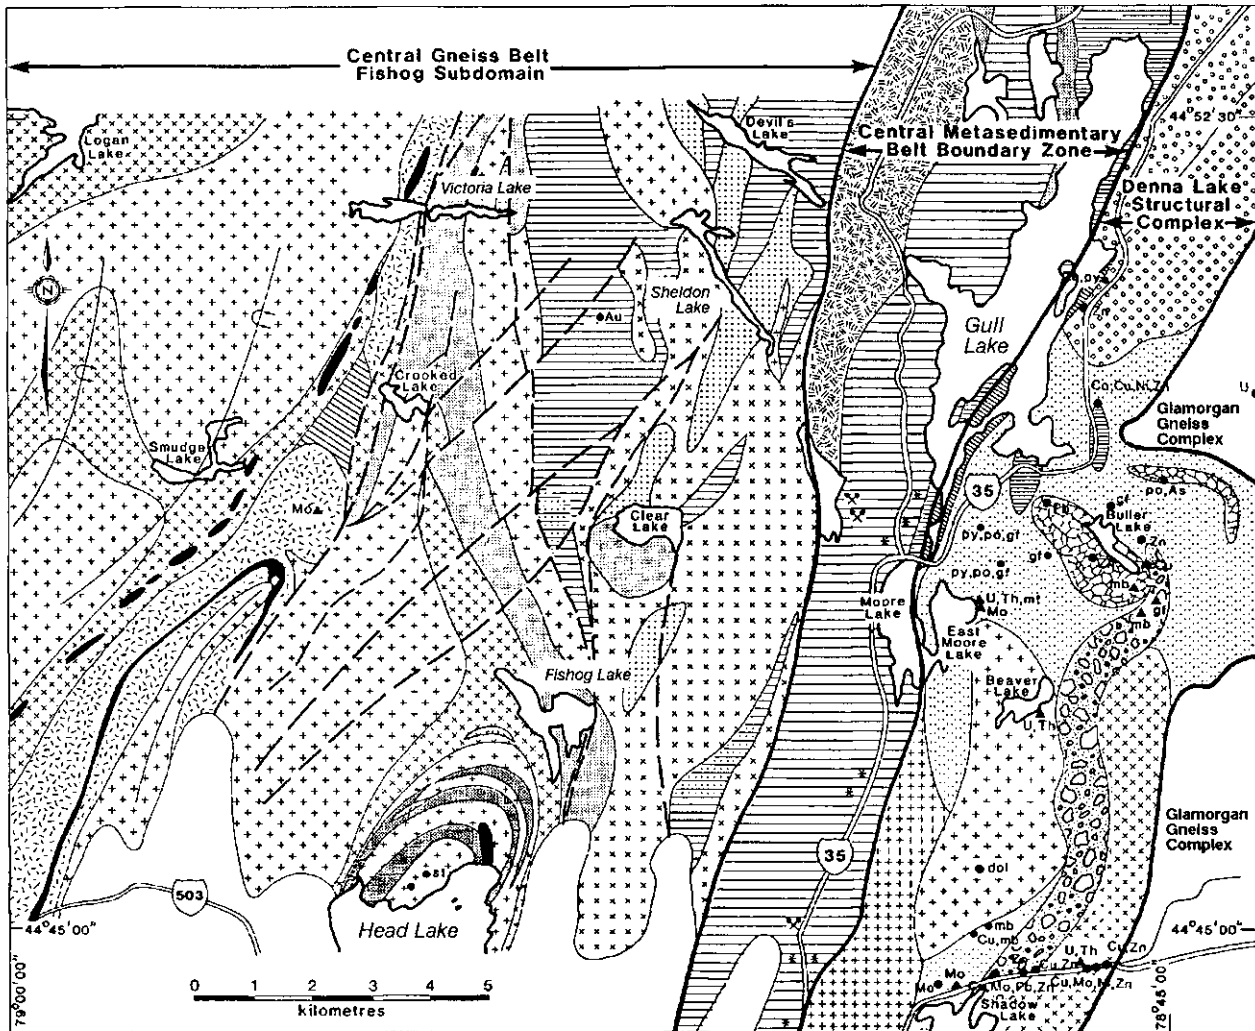 Central Gneiss Belt
Fishog Subdomain
Logan
Lake
Victoria Lake
Devil's
Lake
Central Metasedimentary
Belt Boundary Zone
44°52'30"
Denna Lake
Structural
Complex
N
Sheldon
Lake
Au
Gull
Lake
Crooked
Lake
Co,Cu,Ni,Zn
U
Glamorgan
Gneiss
Complex
Smudge
Lake
35
po,As
Mo
Clear
Lake
gf
Buller
Lake
py,po,gf
Zn
gf
py,po,gf
mb
Moore
Lake
U,Th,mt
Mo
gf
mb
East
Moore
Lake
Fishog Lake
Beaver
Lake
U,Th
Glamorgan
Gneiss
Complex
35
dol
503
st
Head Lake
44°45'00"
mb
Cu,mb
44°45'00"
U,Th
Cu,Zn
Cu,Zn
Mo
Mo
Cu,Mo,Pb,Zn
Cu,Mo,Ni,Zn
Shadow
Lake
79°00'00"
78°45'00"
0 1 2 3 4 5
kilometres